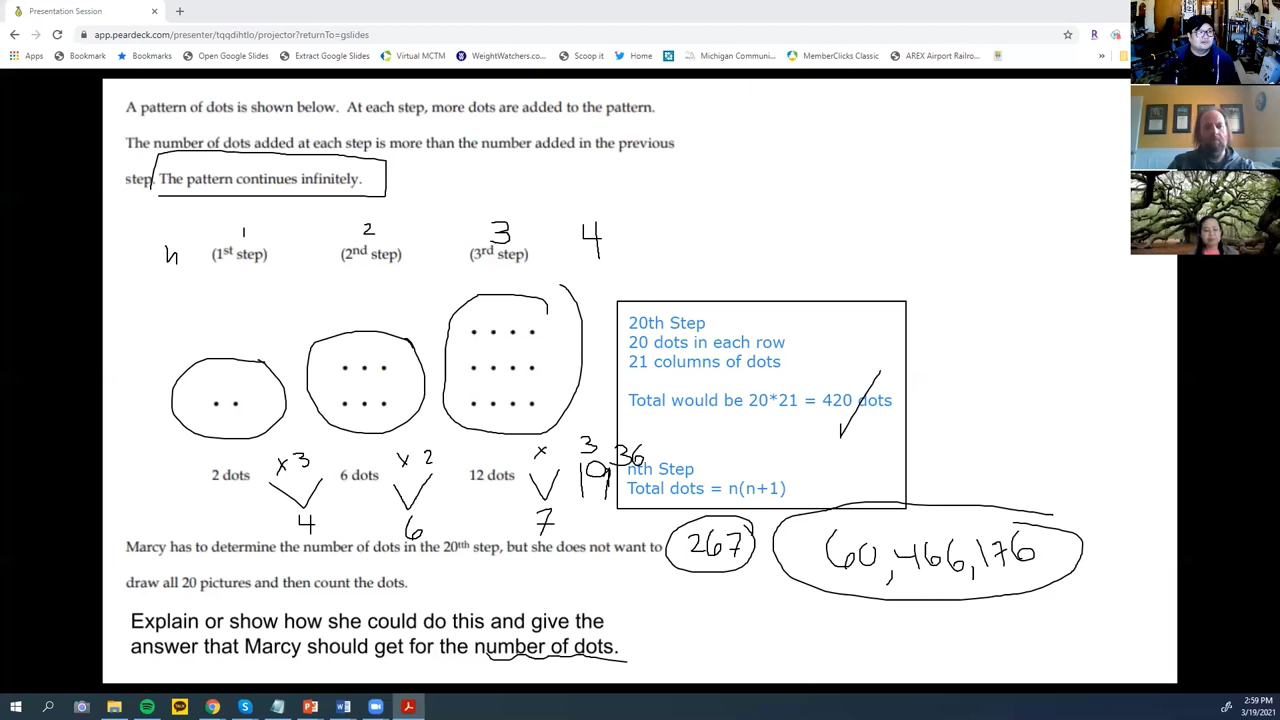 Presentation Session
app.peardeck.com/presenter/tqqdihtlo/projector?returnTo=gslides
Apps Bookmark Bookmark Open Google Slides Extract Google Slides Virtual MCTM WeightWatchers.co... Scoop it Home Michigan Communi... MemberClicks Classic AREX Airport Railro... »
A pattern of dots is shown below. At each step, more dots are added to the pattern.
The number of dots added at each step is more than the number added in the previous
step. The pattern continues infinitely.
1 2 3 4
n (1st step) (2nd step) (3rd step)
20th Step
20 dots in each row
21 columns of dots
Total would be 20*21 = 420 dots
x 3 x 2 x 3
36
2 dots 6 dots 12 dots
nth Step
Total dots = n(n+1)
4 6 7
267 60,466,176
Marcy has to determine the number of dots in the 20th step, but she does not want to
draw all 20 pictures and then count the dots.
Explain or show how she could do this and give the
answer that Marcy should get for the number of dots.
2:59 PM
3/19/2021